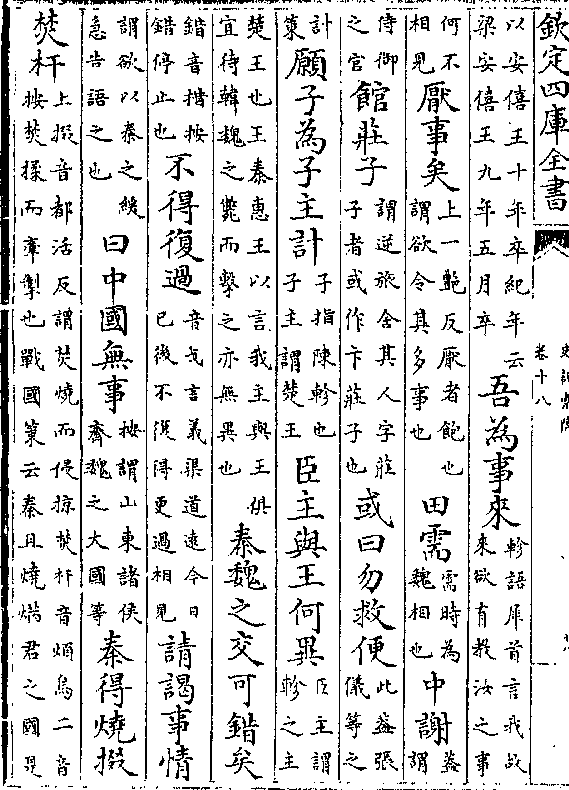 欽定四庫全書
史記索隱
卷十八
以安僖王十年卒紀年云
梁安僖王九年五月卒
吾為事來
軫語犀首言我故
來欲有教汝之事
何不
相見
厭事矣
上一艶反厭者飽也
謂欲令其多事也
田需
需時為
魏相也
中謝
蓋
謂
侍御
之官
館莊子
謂逆旅舍其人字莊
子者或作卞莊子也
或曰勿救便
此蓋張
儀等之
計
策
願子為子主計
子指陳軫也
子主謂楚王
臣主與王何異
臣主謂
軫之主
楚王也王秦惠王以言我主與王俱
宜待韓魏之斃而擊之亦無異也
秦魏之交可錯矣
錯音措按
錯停止也
不得復過
音戈言義渠道遠今日
已後不復得更過相見
請謁事情
謂欲以秦之緩
急告語之也
曰中國無事
按謂山東諸侯
齊魏之大國等
秦得燒掇
焚杅
上掇音都活反謂焚燒而侵掠焚杅音煩烏二音
按焚揉而牽掣也戰國策云秦且燒焫君之國是